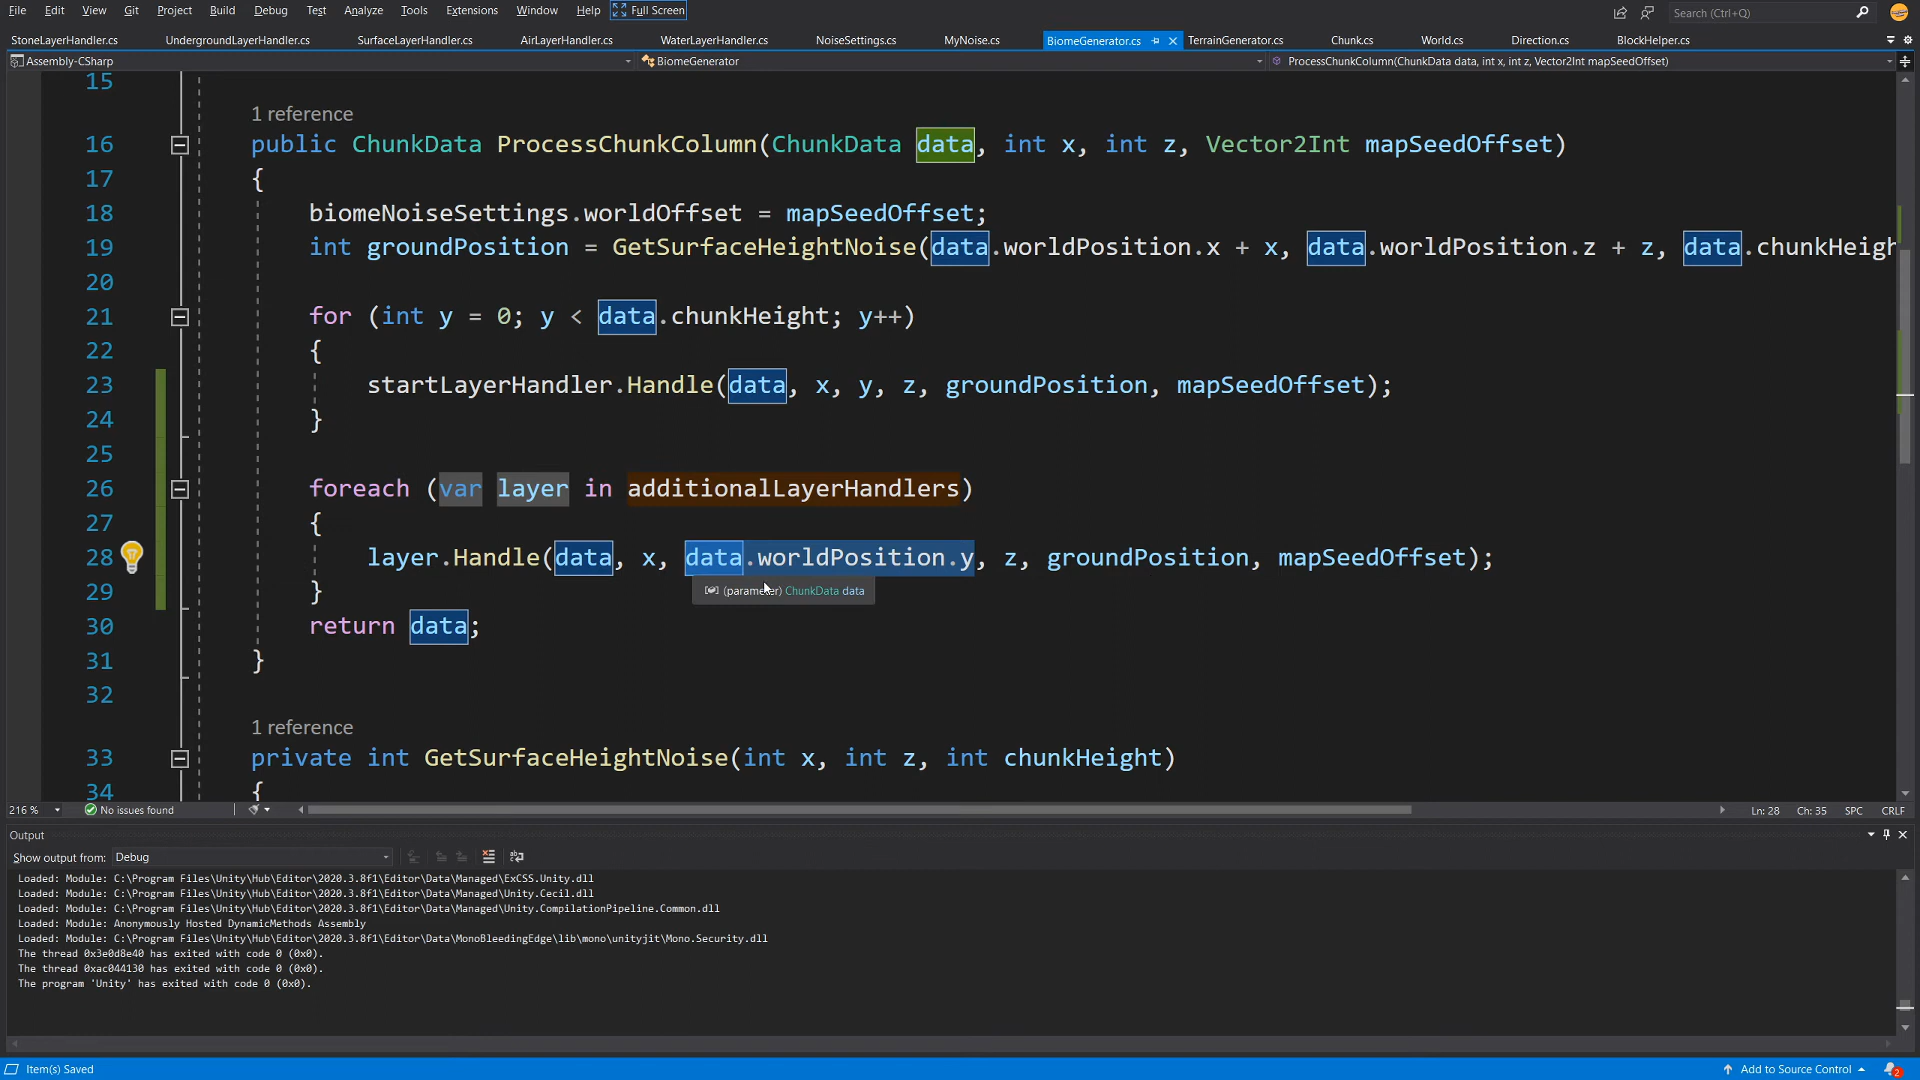 File Edit View Git Project Build Debug Test Analyze Tools Extensions Window Help Full Screen Search (Ctrl+Q)
StoneLayerHandler.cs UndergroundLayerHandler.cs SurfaceLayerHandler.cs AirLayerHandler.cs WaterLayerHandler.cs NoiseSettings.cs MyNoise.cs BiomeGenerator.cs TerrainGenerator.cs Chunk.cs World.cs Direction.cs BlockHelper.cs
Assembly-CSharp BiomeGenerator ProcessChunkColumn(ChunkData data, int x, int z, Vector2Int mapSeedOffset)
15
1 reference
16 public ChunkData ProcessChunkColumn(ChunkData data, int x, int z, Vector2Int mapSeedOffset)
17 {
18 biomeNoiseSettings.worldOffset = mapSeedOffset;
19 int groundPosition = GetSurfaceHeightNoise(data.worldPosition.x + x, data.worldPosition.z + z, data.chunkHeigh
20
21 for (int y = 0; y < data.chunkHeight; y++)
22 {
23 startLayerHandler.Handle(data, x, y, z, groundPosition, mapSeedOffset);
24 }
25
26 foreach (var layer in additionalLayerHandlers)
27 {
28 layer.Handle(data, x, data.worldPosition.y, z, groundPosition, mapSeedOffset);
29 }
(parameter) ChunkData data
30 return data;
31 }
32
1 reference
33 private int GetSurfaceHeightNoise(int x, int z, int chunkHeight)
34 {
216 % No issues found Ln: 28 Ch: 35 SPC CRLF
Output
Show output from: Debug
Loaded: Module: C:\Program Files\Unity\Hub\Editor\2020.3.8f1\Editor\Data\Managed\ExCSS.Unity.dll
Loaded: Module: C:\Program Files\Unity\Hub\Editor\2020.3.8f1\Editor\Data\Managed\Unity.Cecil.dll
Loaded: Module: C:\Program Files\Unity\Hub\Editor\2020.3.8f1\Editor\Data\Managed\Unity.CompilationPipeline.Common.dll
Loaded: Module: Anonymously Hosted DynamicMethods Assembly
Loaded: Module: C:\Program Files\Unity\Hub\Editor\2020.3.8f1\Editor\Data\MonoBleedingEdge\lib\mono\unityjit\Mono.Security.dll
The thread 0x3e0d8e40 has exited with code 0 (0x0).
The thread 0xac044130 has exited with code 0 (0x0).
The program 'Unity' has exited with code 0 (0x0).
Item(s) Saved Add to Source Control 2